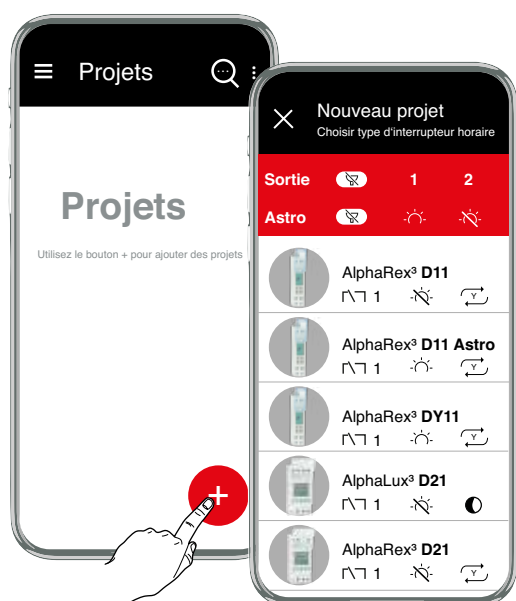 Projets
Projets
Utilisez le bouton + pour ajouter des projets
+
Nouveau projet
Choisir type d'interrupteur horaire
Sortie 1 2
Astro
AlphaRex³ D11
1 Y
AlphaRex³ D11 Astro
1 Y
AlphaRex³ DY11
1 Y
AlphaLux³ D21
1
AlphaRex³ D21
1 Y